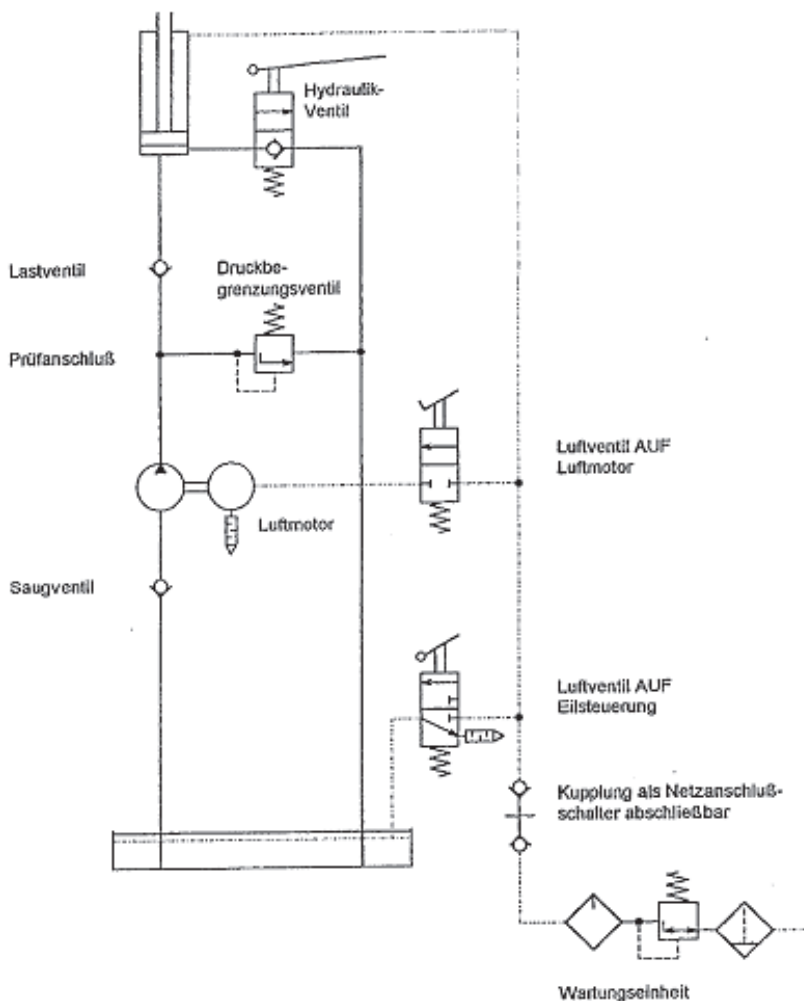 Hydraulik-
Ventil
Lastventil
Druckbe-
grenzungsventil
Prüfanschluß
Luftventil AUF
Luftmotor
Luftmotor
Saugventil
Luftventil AUF
Eilsteuerung
Kupplung als Netzanschluß-
schalter abschließbar
Wartungseinheit